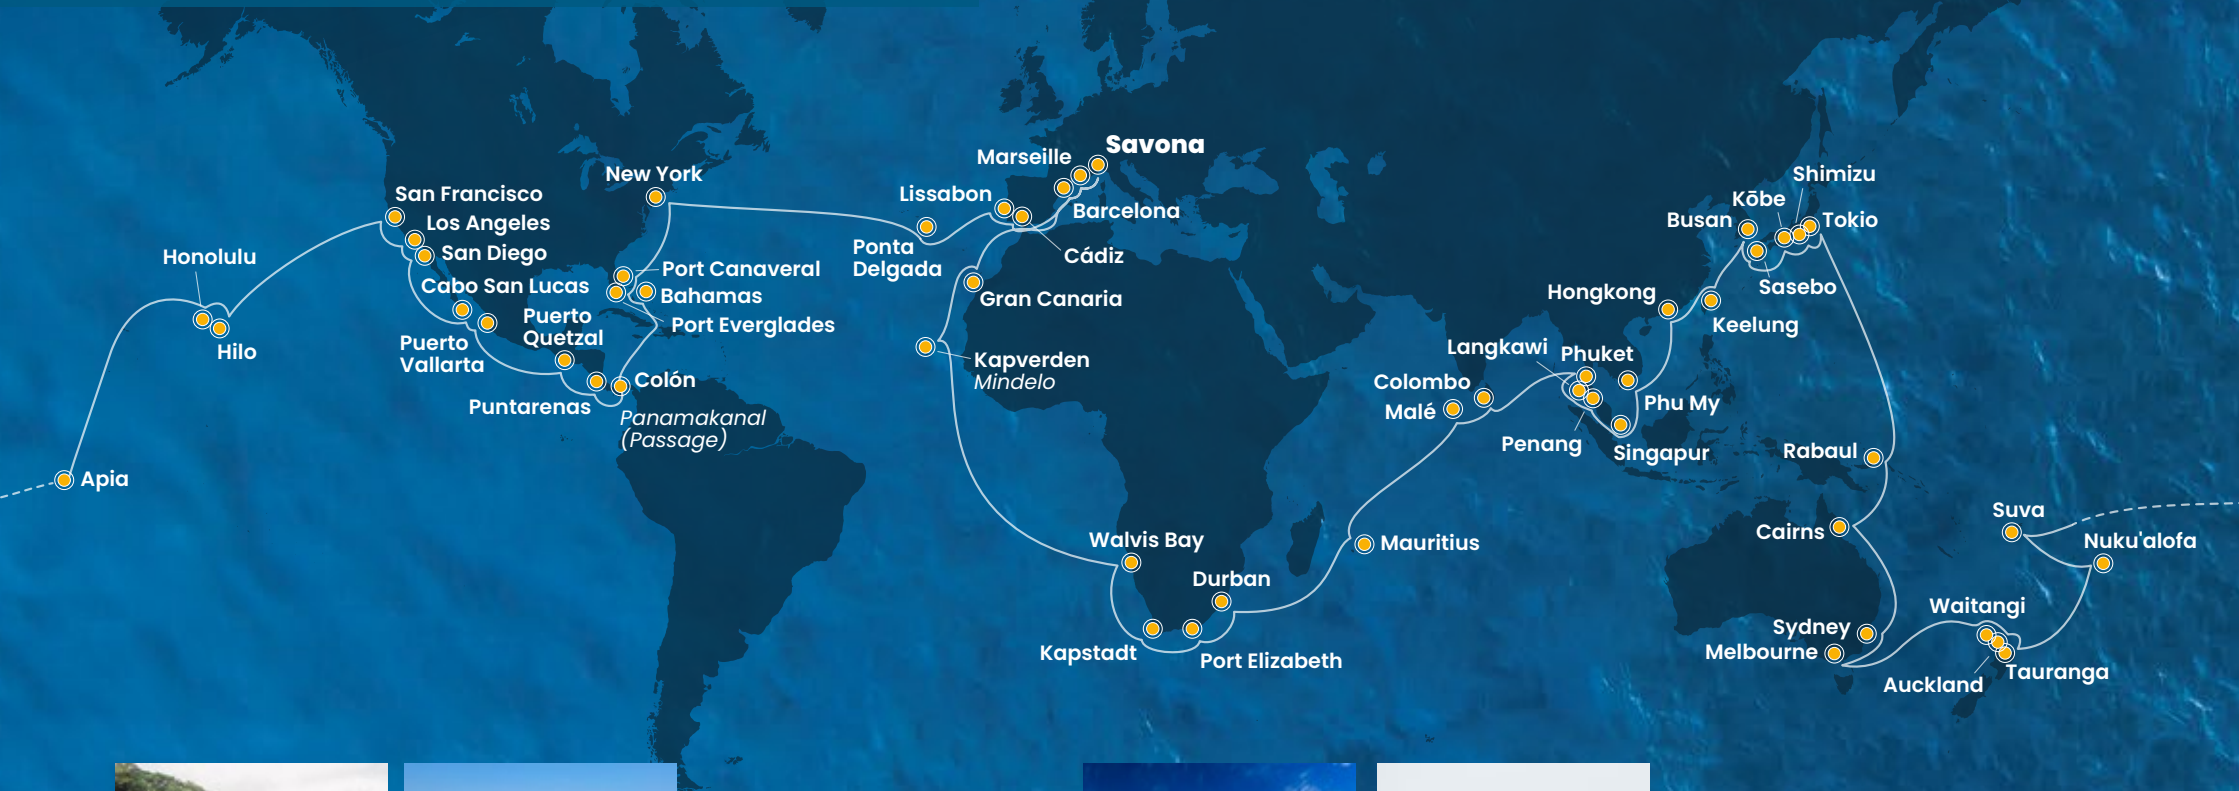 Savona
Marseille
Barcelona
Lissabon
Cádiz
Ponta
Delgada
Gran Canaria
Kapverden
Mindelo
New York
Port Canaveral
Bahamas
Port Everglades
San Francisco
Los Angeles
San Diego
Cabo San Lucas
Puerto
Vallarta
Puerto
Quetzal
Puntarenas
Colón
Panamakanal
(Passage)
Honolulu
Hilo
Apia
Walvis Bay
Kapstadt
Port Elizabeth
Durban
Mauritius
Malé
Colombo
Langkawi
Phuket
Penang
Singapur
Phu My
Hongkong
Keelung
Busan
Sasebo
Kōbe
Shimizu
Tokio
Rabaul
Cairns
Sydney
Melbourne
Waitangi
Auckland
Tauranga
Nuku'alofa
Suva